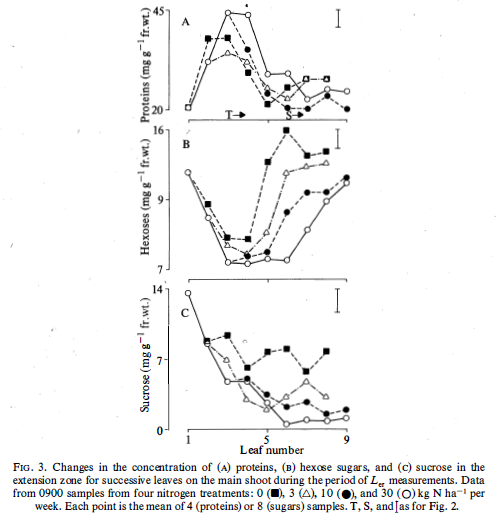 45
A
Proteins (mg g⁻¹ fr.wt.)
20
T→ S→
16
B
Hexoses (mg g⁻¹ fr.wt.)
9
7
14
C
Sucrose (mg g⁻¹ fr.wt.)
7
0
1 5 9
Leaf number
FIG. 3. Changes in the concentration of (A) proteins, (B) hexose sugars, and (C) sucrose in the
extension zone for successive leaves on the main shoot during the period of Ler measurements. Data
from 0900 samples from four nitrogen treatments: 0 (■), 3 (△), 10 (●), and 30 (○) kg N ha⁻¹ per
week. Each point is the mean of 4 (proteins) or 8 (sugars) samples. T, S, and I as for Fig. 2.